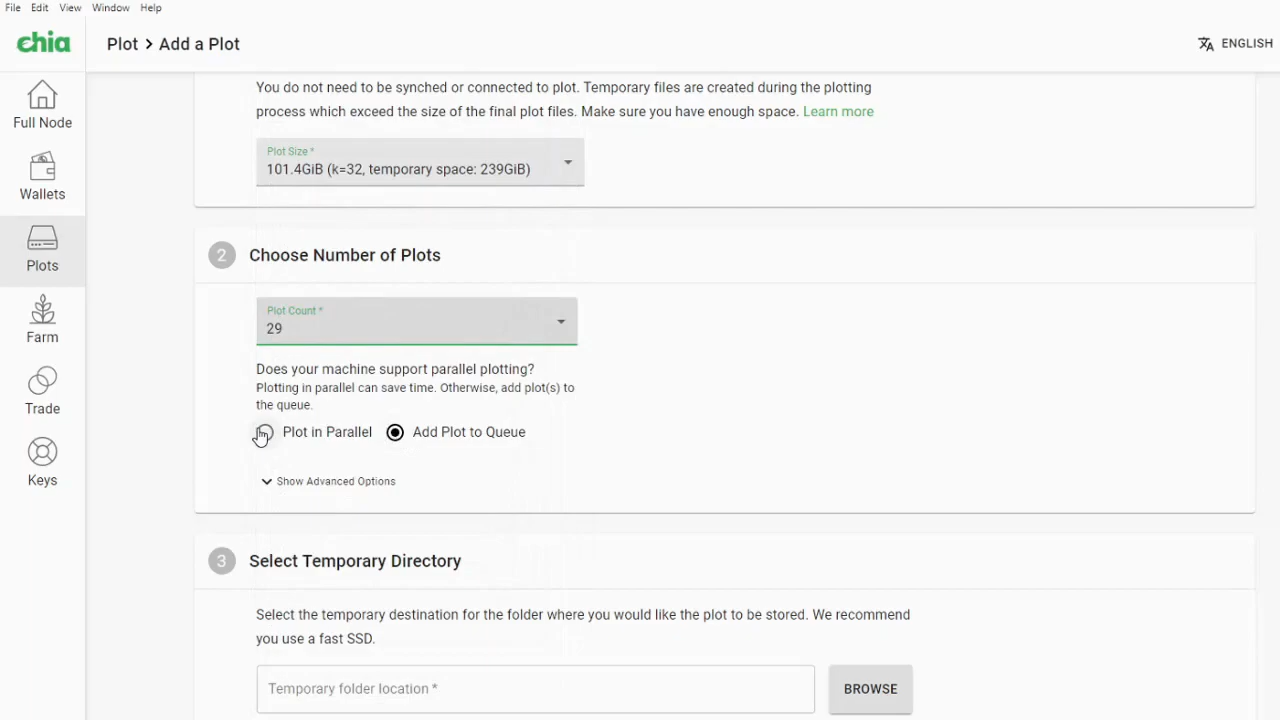 File Edit View Window Help
chia
Plot > Add a Plot
ENGLISH
Full Node
Wallets
Plots
Farm
Trade
Keys
You do not need to be synched or connected to plot. Temporary files are created during the plotting
process which exceed the size of the final plot files. Make sure you have enough space. Learn more
Plot Size *
101.4GiB (k=32, temporary space: 239GiB)
2 Choose Number of Plots
Plot Count *
29
Does your machine support parallel plotting?
Plotting in parallel can save time. Otherwise, add plot(s) to
the queue.
Plot in Parallel Add Plot to Queue
Show Advanced Options
3 Select Temporary Directory
Select the temporary destination for the folder where you would like the plot to be stored. We recommend
you use a fast SSD.
Temporary folder location *
BROWSE